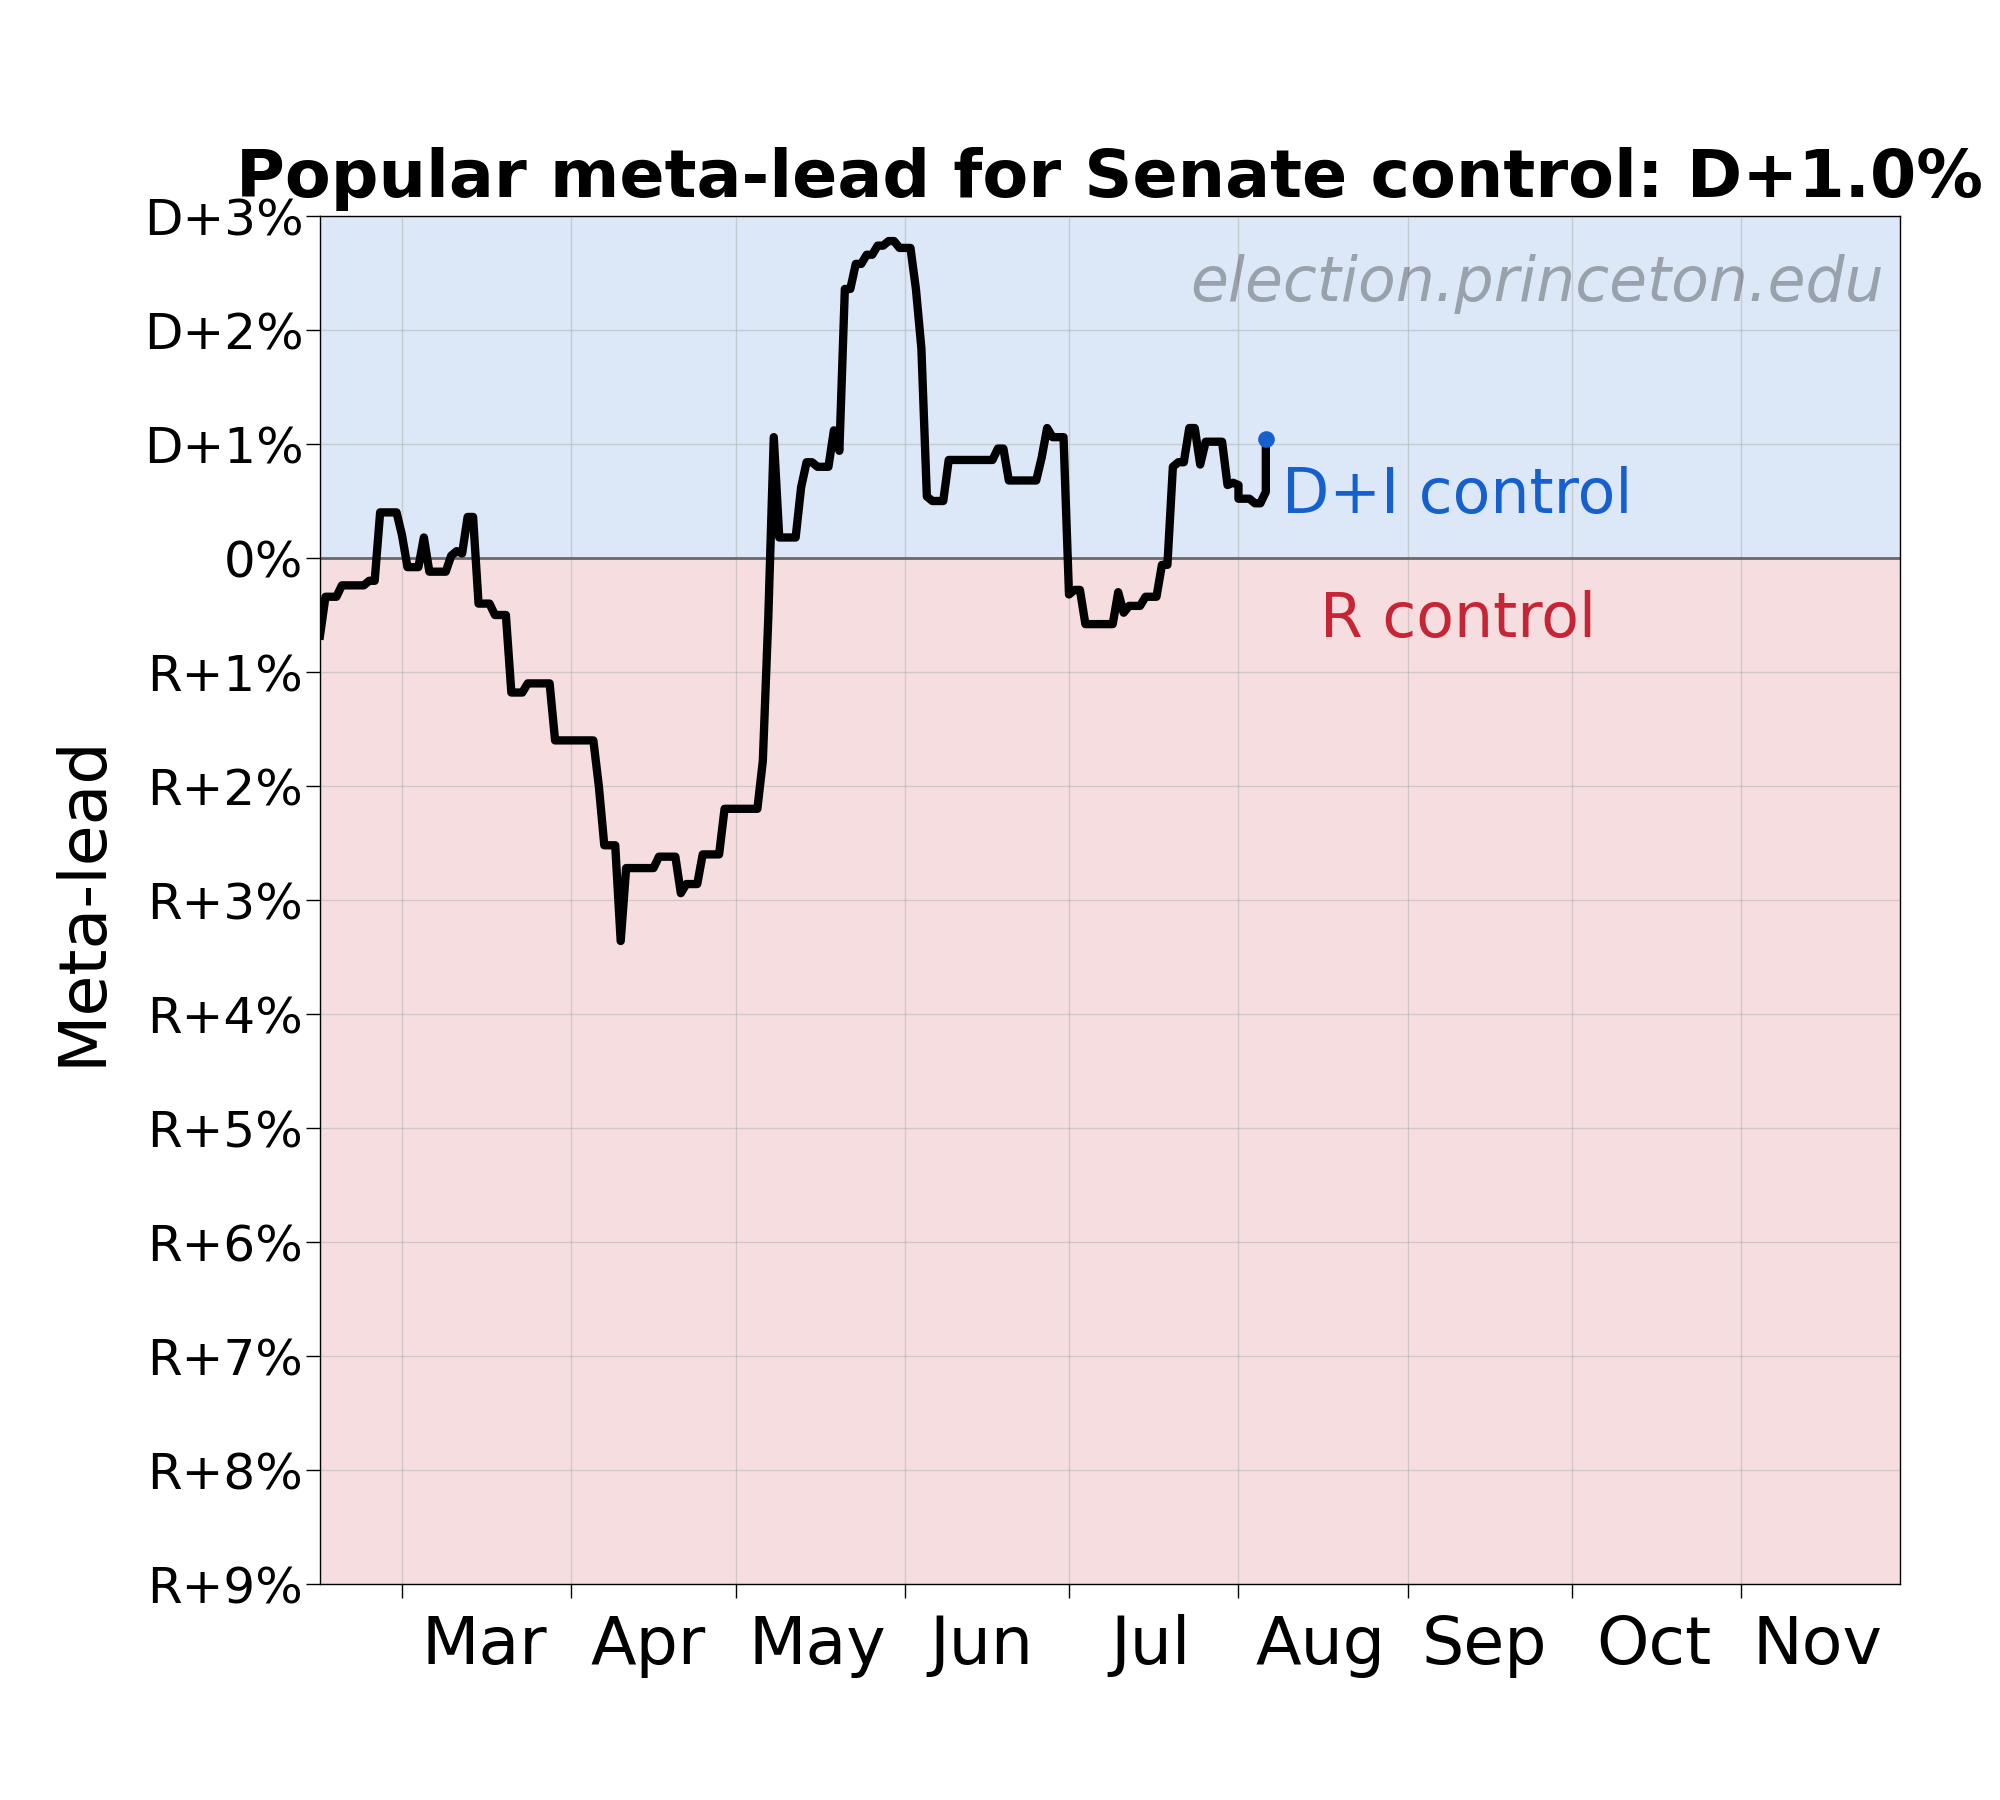 Popular meta-lead for Senate control: D+1.0%
D+3%
election.princeton.edu
D+2%
D+1%
D+I control
0%
R control
R+1%
R+2%
R+3%
R+4%
R+5%
R+6%
R+7%
R+8%
R+9%
Meta-lead
Mar Apr May Jun Jul Aug Sep Oct Nov